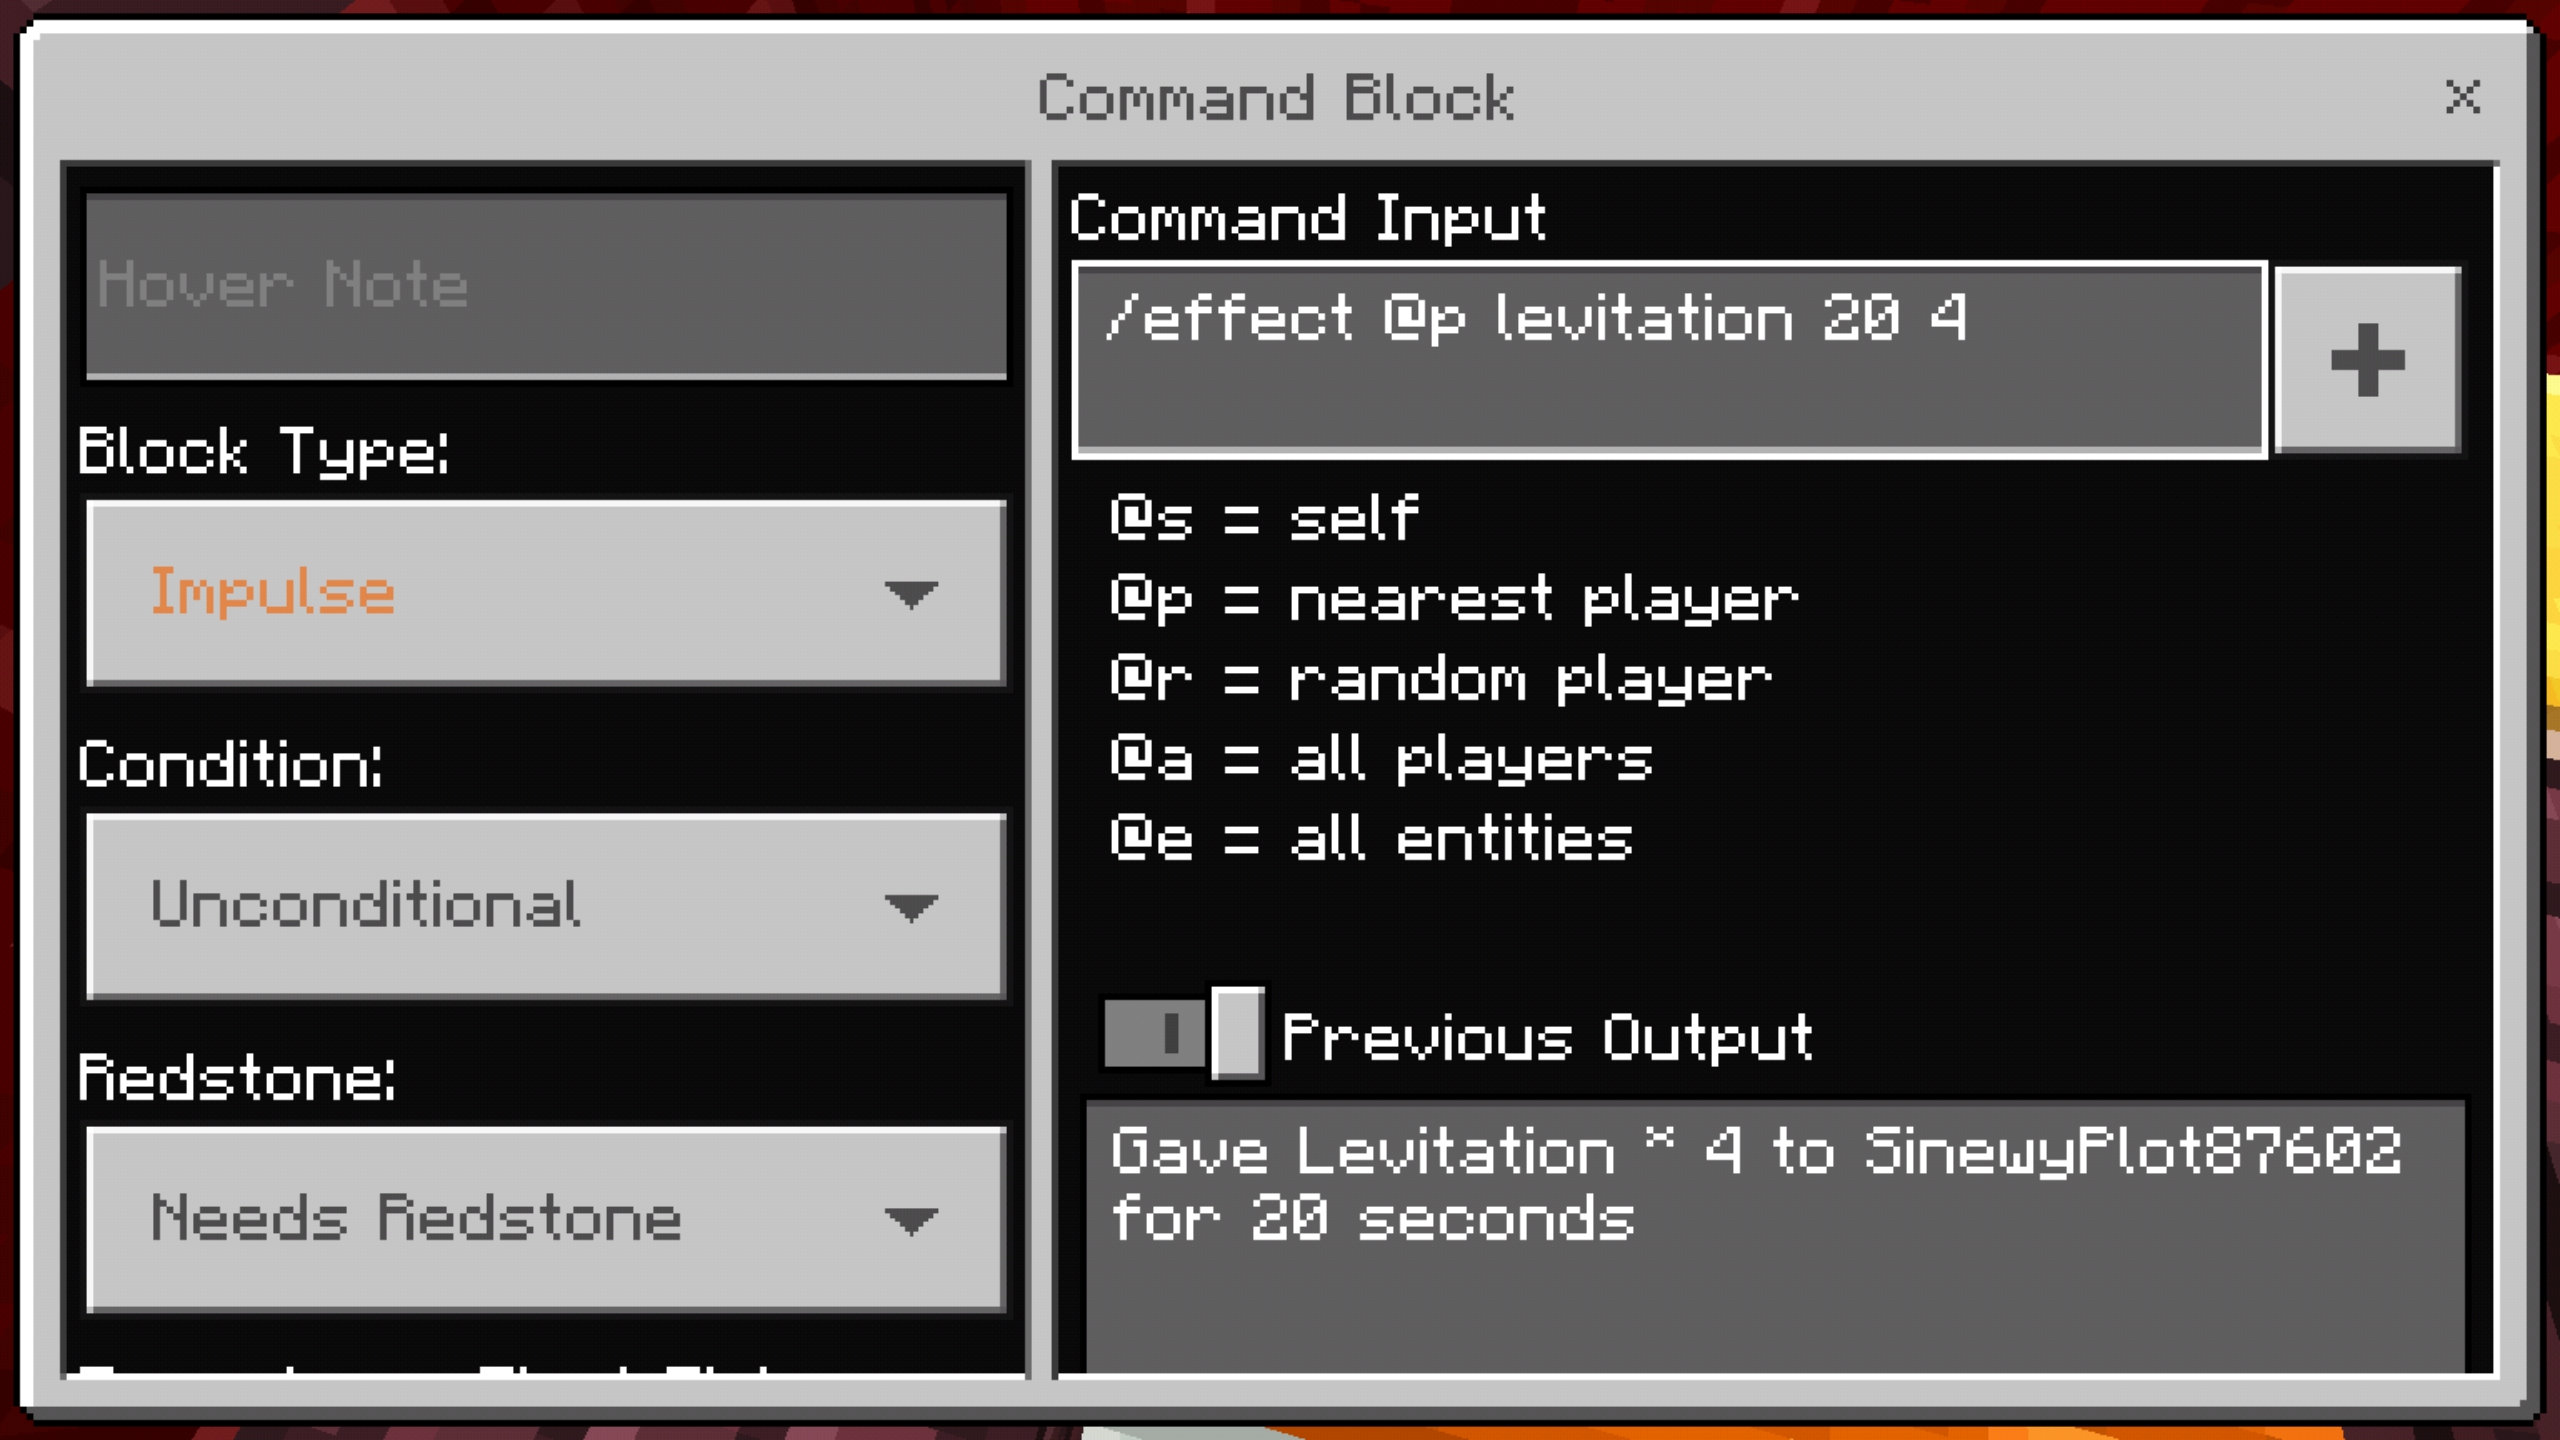 Command Block
Hover Note
Block Type:
Impulse
Condition:
Unconditional
Redstone:
Needs Redstone
Command Input
/effect @p levitation 20 4
@s = self
@p = nearest player
@r = random player
@a = all players
@e = all entities
Previous Output
Gave Levitation * 4 to SinewyPlot87602
for 20 seconds